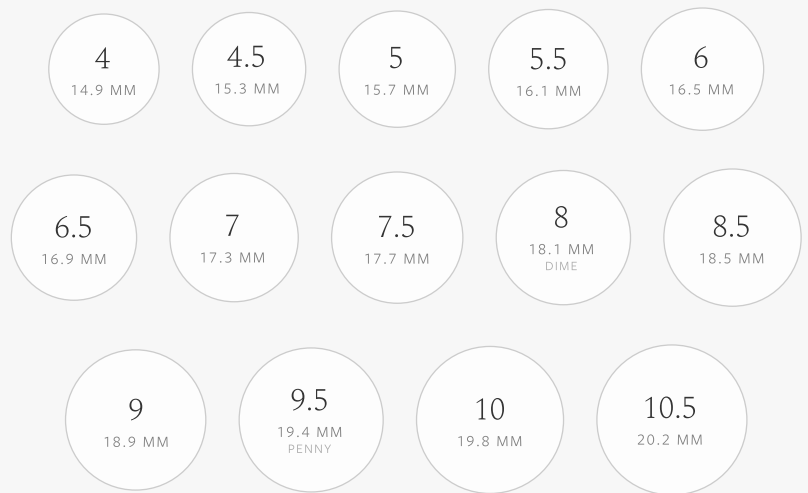 4
14.9 MM
4.5
15.3 MM
5
15.7 MM
5.5
16.1 MM
6
16.5 MM
6.5
16.9 MM
7
17.3 MM
7.5
17.7 MM
8
18.1 MM
DIME
8.5
18.5 MM
9
18.9 MM
9.5
19.4 MM
PENNY
10
19.8 MM
10.5
20.2 MM